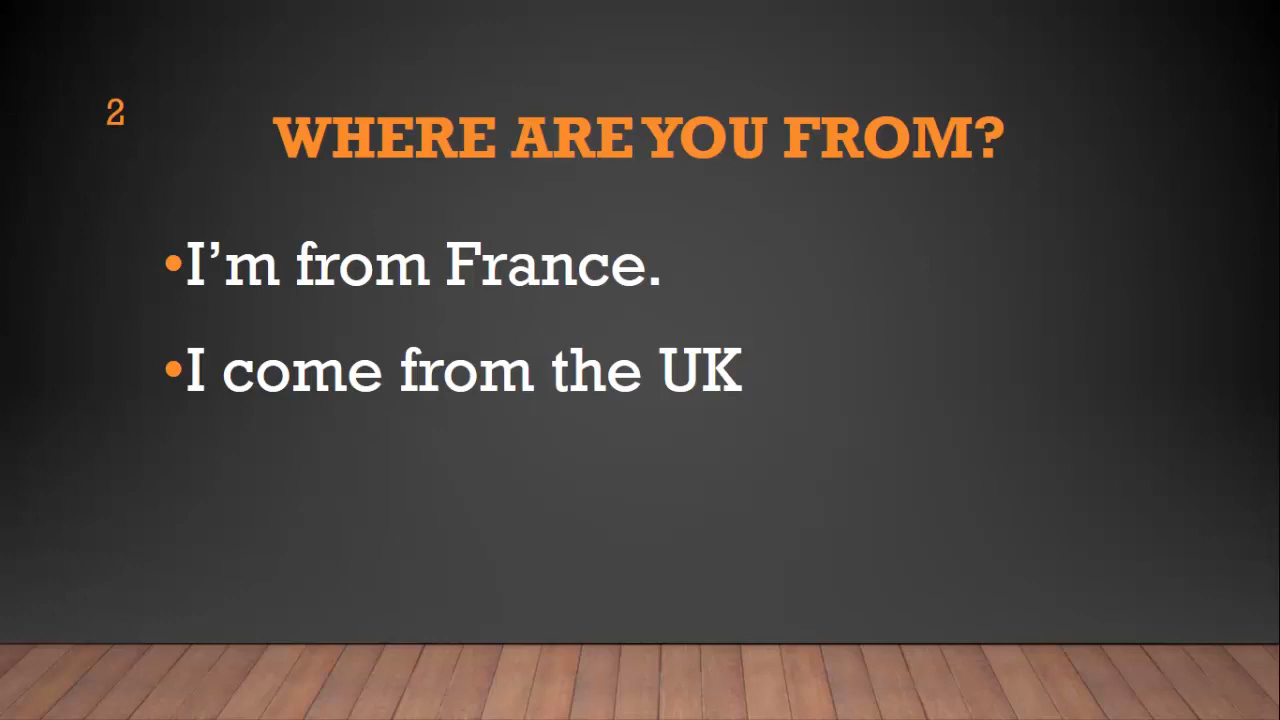 2
WHERE ARE YOU FROM?
•I’m from France.
•I come from the UK